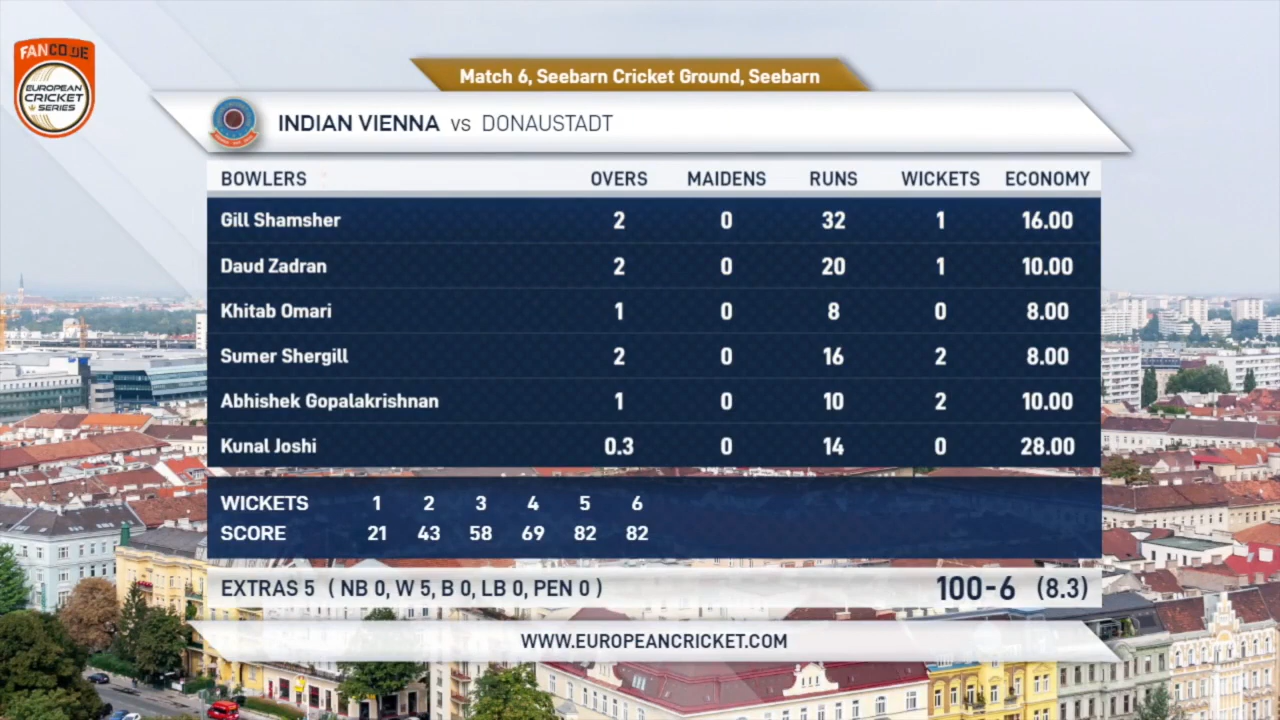 FANCODE
EUROPEAN
CRICKET
SERIES
Match 6, Seebarn Cricket Ground, Seebarn
INDIAN VIENNA vs DONAUSTADT
BOWLERS OVERS MAIDENS RUNS WICKETS ECONOMY
Gill Shamsher 2 0 32 1 16.00
Daud Zadran 2 0 20 1 10.00
Khitab Omari 1 0 8 0 8.00
Sumer Shergill 2 0 16 2 8.00
Abhishek Gopalakrishnan 1 0 10 2 10.00
Kunal Joshi 0.3 0 14 0 28.00
WICKETS 1 2 3 4 5 6
SCORE 21 43 58 69 82 82
EXTRAS 5 ( NB 0, W 5, B 0, LB 0, PEN 0 ) 100-6 (8.3)
WWW.EUROPEANCRICKET.COM